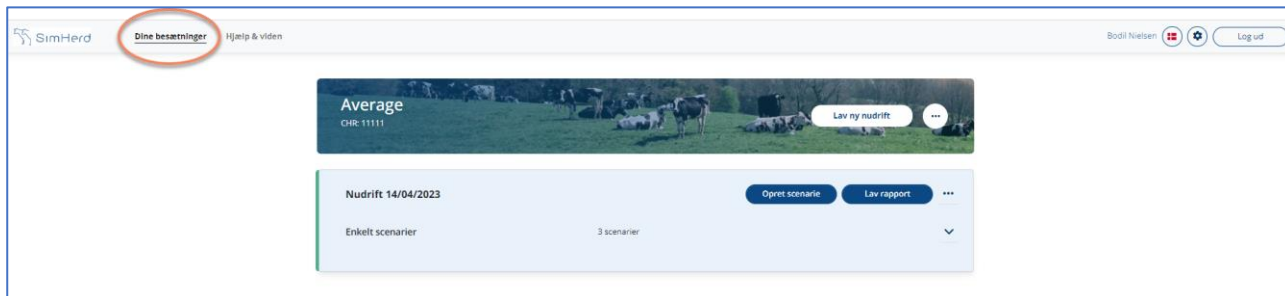 SimHerd
Dine besætninger
Hjælp & viden
Bodil Nielsen
Log ud
Average
CHR: 11111
Lav ny nudrift
Nudrift 14/04/2023
Opret scenarie
Lav rapport
Enkelt scenarier
3 scenarier